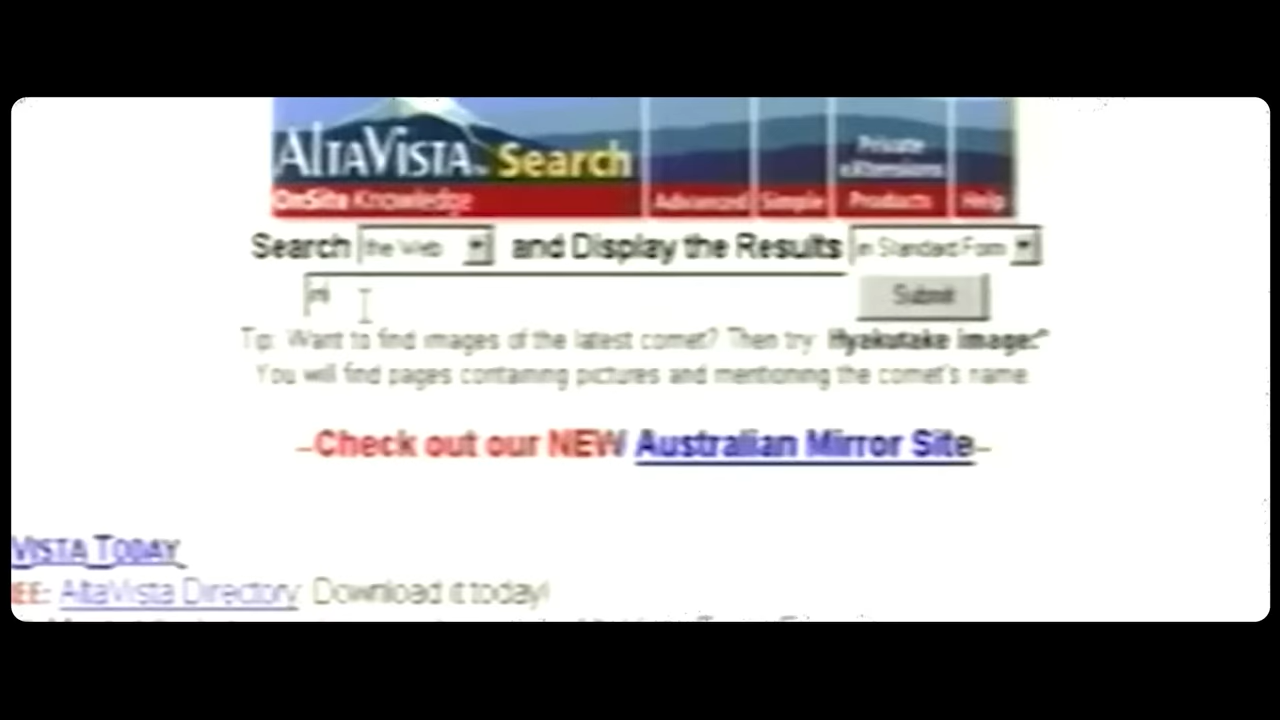 ALTAVISTA™ Search
OnSite Knowledge
Advanced
Simple
Private eXtensions Products
Help
Search the Web and Display the Results in Standard Form
Submit
Tip: Want to find images of the latest comet? Then try: Hyakutake image:*
You will find pages containing pictures and mentioning the comet's name.
–Check out our NEW Australian Mirror Site–
VISTA TODAY
EE: AltaVista Directory. Download it today!